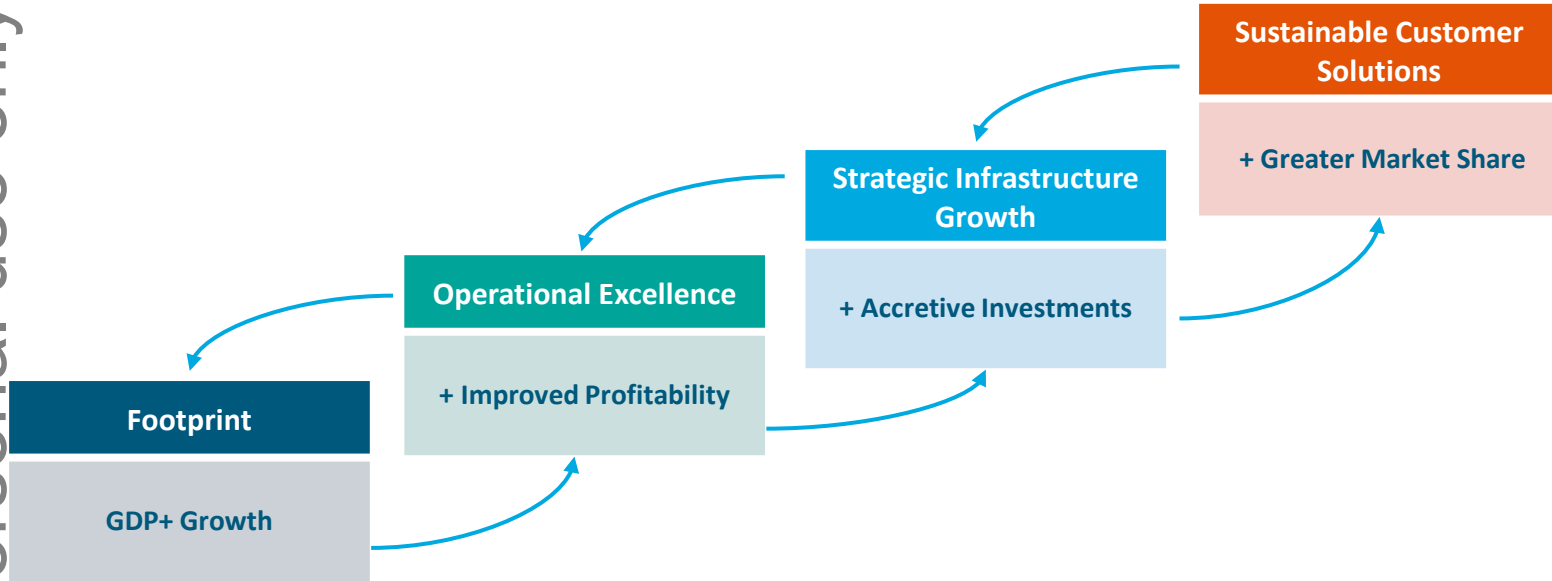 Sustainable Customer
Solutions
+ Greater Market Share
Strategic Infrastructure
Growth
+ Accretive Investments
Operational Excellence
+ Improved Profitability
Footprint
GDP+ Growth